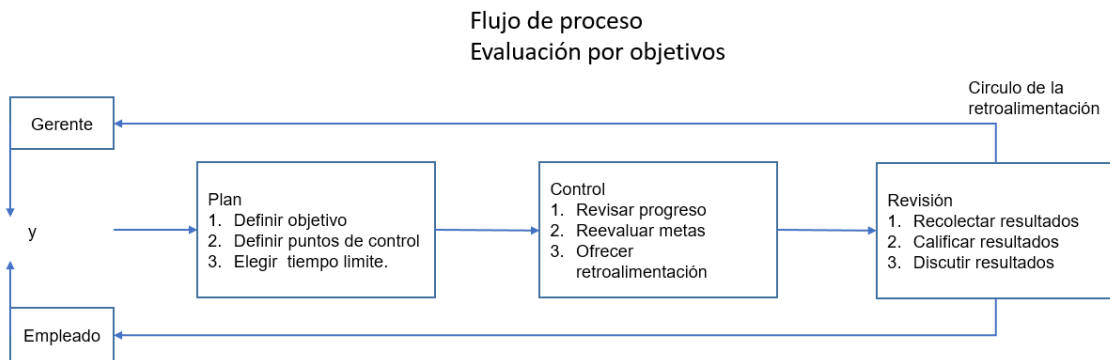 Flujo de proceso
Evaluación por objetivos
Circulo de la
retroalimentación
Gerente
y
Empleado
Plan
1. Definir objetivo
2. Definir puntos de control
3. Elegir tiempo limite.
Control
1. Revisar progreso
2. Reevaluar metas
3. Ofrecer
retroalimentación
Revisión
1. Recolectar resultados
2. Calificar resultados
3. Discutir resultados